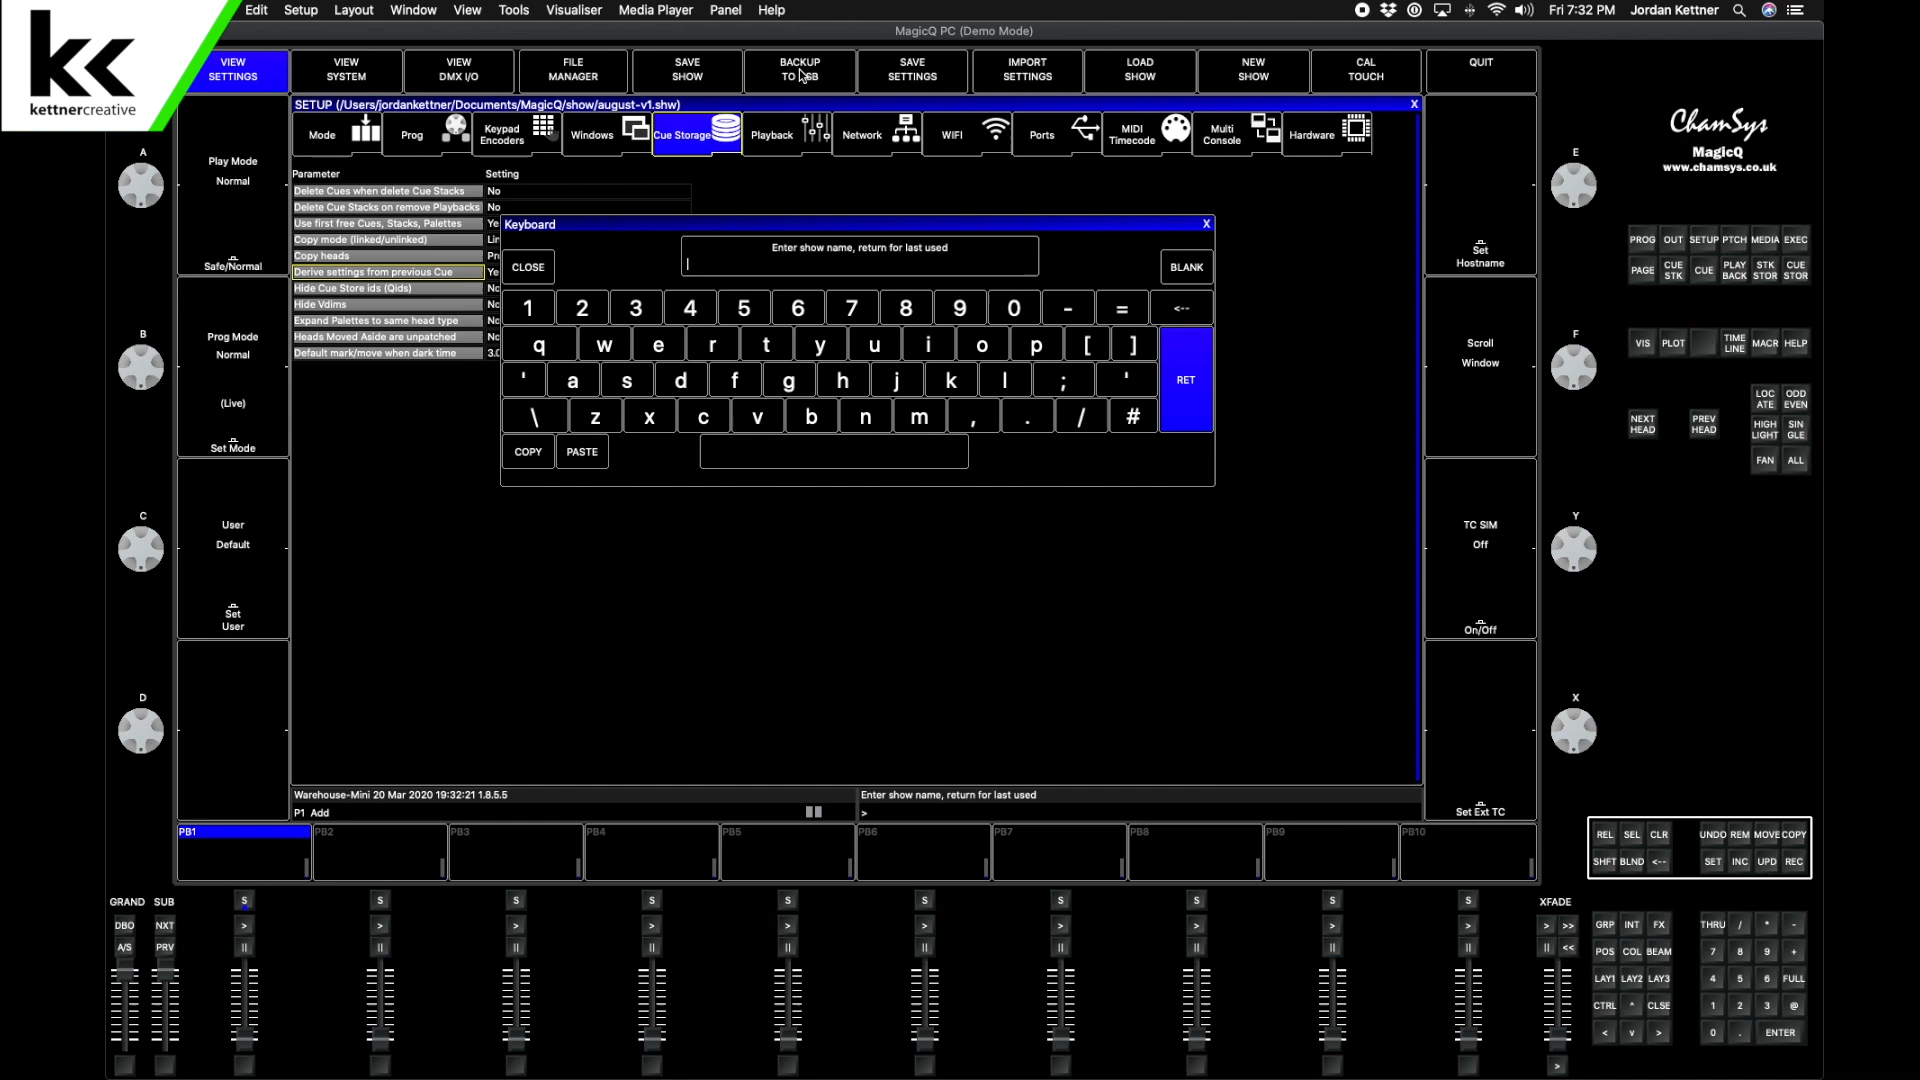 kc
kettnercreative
Edit Setup Layout Window View Tools Visualiser Media Player Panel Help
Fri 7:32 PM Jordan Kettner
MagicQ PC (Demo Mode)
VIEW SETTINGS
VIEW SYSTEM
VIEW DMX I/O
FILE MANAGER
SAVE SHOW
BACKUP TO USB
SAVE SETTINGS
IMPORT SETTINGS
LOAD SHOW
NEW SHOW
CAL TOUCH
QUIT
SETUP (/Users/jordankettner/Documents/MagicQ/show/august-v1.shw) X
Mode Prog Keypad Encoders Windows Cue Storage Playback Network WIFI Ports MIDI Timecode Multi Console Hardware
Parameter Setting
Delete Cues when delete Cue Stacks No
Delete Cue Stacks on remove Playbacks No
Use first free Cues, Stacks, Palettes Ye
Copy mode (linked/unlinked) Lin
Copy heads Pr
Derive settings from previous Cue Ye
Hide Cue Store ids (Qids) No
Hide Vdims No
Expand Palettes to same head type No
Heads Moved Aside are unpatched No
Default mark/move when dark time 3.0
Keyboard X
Enter show name, return for last used
CLOSE BLANK
1 2 3 4 5 6 7 8 9 0 - = <--
q w e r t y u i o p [ ]
' a s d f g h j k l ; ' RET
\ z x c v b n m , . / #
COPY PASTE
A
Play Mode
Normal
Safe/Normal
B
Prog Mode
Normal
(Live)
Set Mode
C
User
Default
Set
User
D
E
Set
Hostname
F
Scroll
Window
Y
TC SIM
Off
On/Off
X
Set Ext TC
ChamSys
MagicQ
www.chamsys.co.uk
PROG OUT SETUP PTCH MEDIA EXEC
PAGE CUE STK CUE PLAY BACK STK STOR CUE STOR
VIS PLOT TIME LINE MACR HELP
LOC ATE ODD EVEN
NEXT HEAD PREV HEAD HIGH LIGHT SIN GLE
FAN ALL
Warehouse-Mini 20 Mar 2020 19:32:21 1.8.5.5
Enter show name, return for last used
P1 Add
>
PB1 PB2 PB3 PB4 PB5 PB6 PB7 PB8 PB9 PB10
REL SEL CLR UNDO REM MOVE COPY
SHFT BLND <-- SET INC UPD REC
GRAND SUB S S S S S S S S S S XFADE
DBO NXT > > > > > > > > > > > >>
A/S PRV || || || || || || || || || || || <<
GRP INT FX THRU / * -
POS COL BEAM 7 8 9 +
LAY1 LAY2 LAY3 4 5 6 FULL
CTRL ^ CLSE 1 2 3 @
< v > 0 . ENTER
>